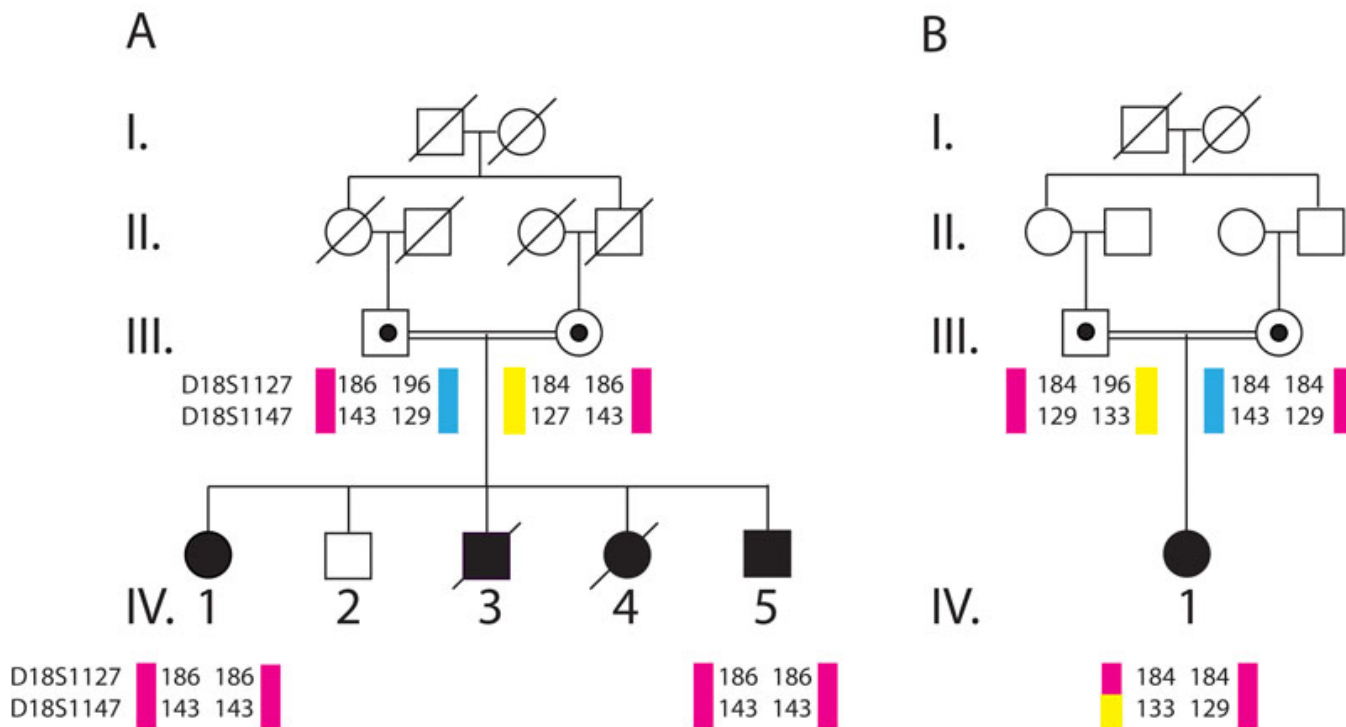 A
B
I.
I.
II.
II.
III.
III.
D18S1127 186 196 184 186 184 196 184 184
D18S1147 143 129 127 143 129 133 143 129
IV. 1 2 3 4 5
IV. 1
D18S1127 186 186 186 186 184 184
D18S1147 143 143 143 143 133 129